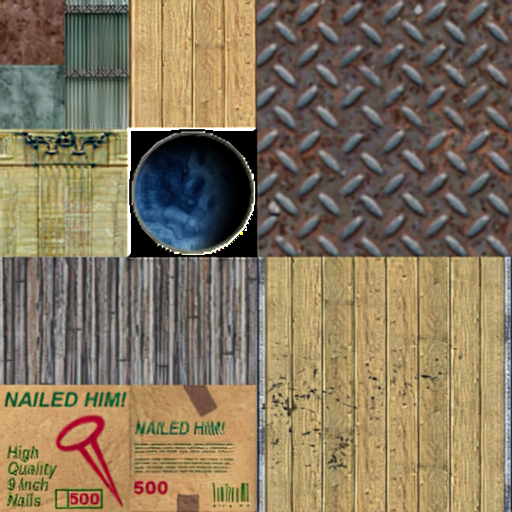 NAILED HIM!
High
Quality
9 Inch
Nails
500
NAILED HIM!
500